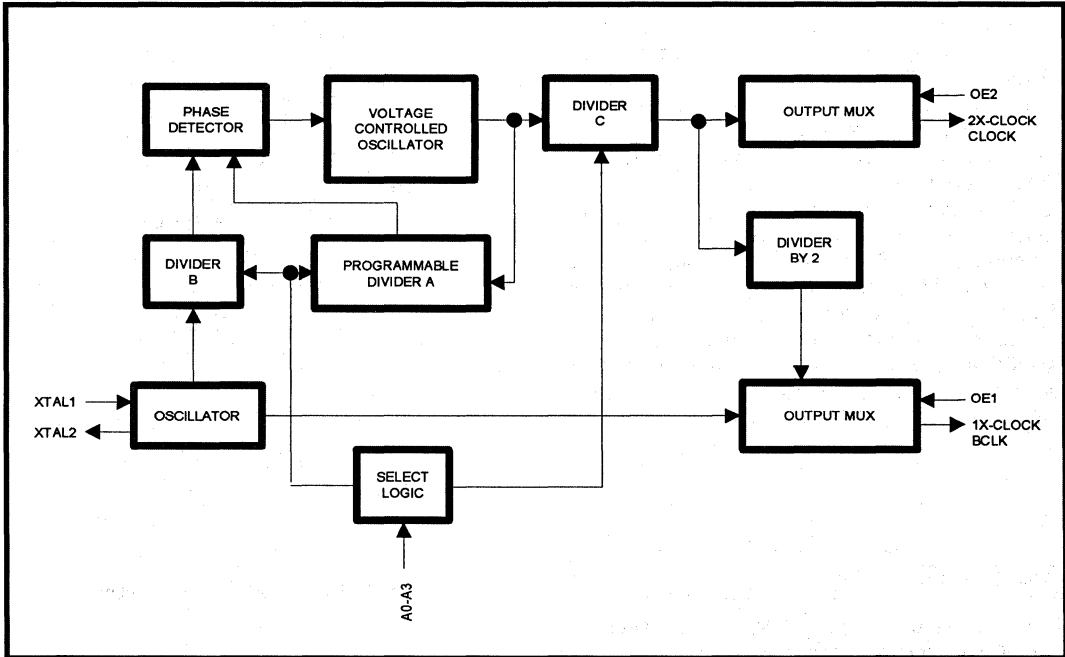 PHASE
DETECTOR
VOLTAGE
CONTROLLED
OSCILLATOR
DIVIDER
C
OUTPUT MUX
OE2
2X-CLOCK
CLOCK
DIVIDER
B
PROGRAMMABLE
DIVIDER A
DIVIDER
BY 2
XTAL1
XTAL2
OSCILLATOR
OUTPUT MUX
OE1
1X-CLOCK
BCLK
SELECT
LOGIC
A0-A3